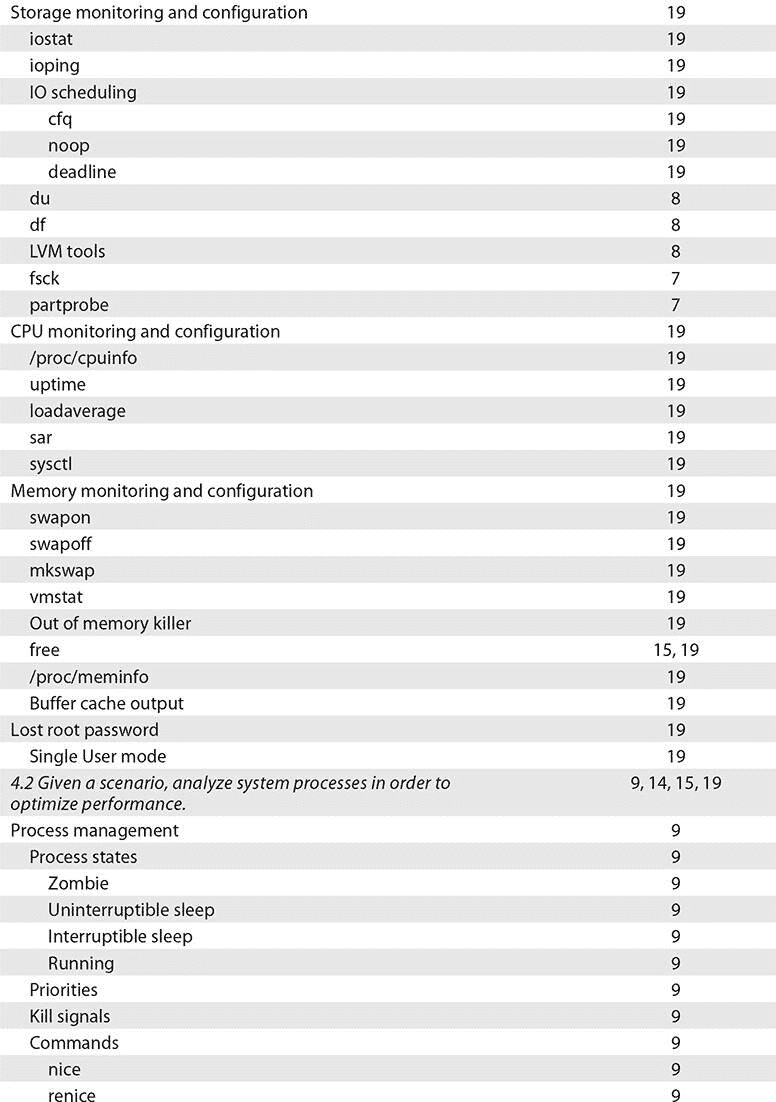 Storage monitoring and configuration 19
iostat 19
ioping 19
IO scheduling 19
cfq 19
noop 19
deadline 19
du 8
df 8
LVM tools 8
fsck 7
partprobe 7
CPU monitoring and configuration 19
/proc/cpuinfo 19
uptime 19
loadaverage 19
sar 19
sysctl 19
Memory monitoring and configuration 19
swapon 19
swapoff 19
mkswap 19
vmstat 19
Out of memory killer 19
free 15, 19
/proc/meminfo 19
Buffer cache output 19
Lost root password 19
Single User mode 19
4.2 Given a scenario, analyze system processes in order to 9, 14, 15, 19
optimize performance.
Process management 9
Process states 9
Zombie 9
Uninterruptible sleep 9
Interruptible sleep 9
Running 9
Priorities 9
Kill signals 9
Commands 9
nice 9
renice 9